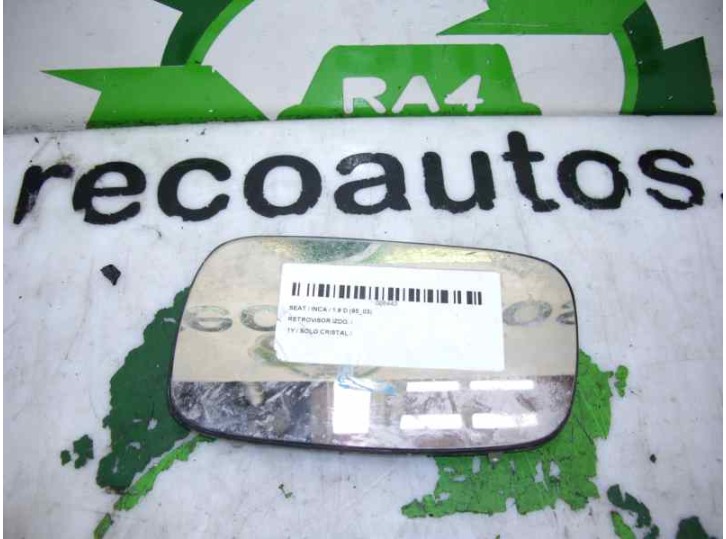 RA4
recoautos
SEAT / INCA / 1.9 D (95_03)
RETROVISOR IZDO. /
1Y / SOLO CRISTAL /